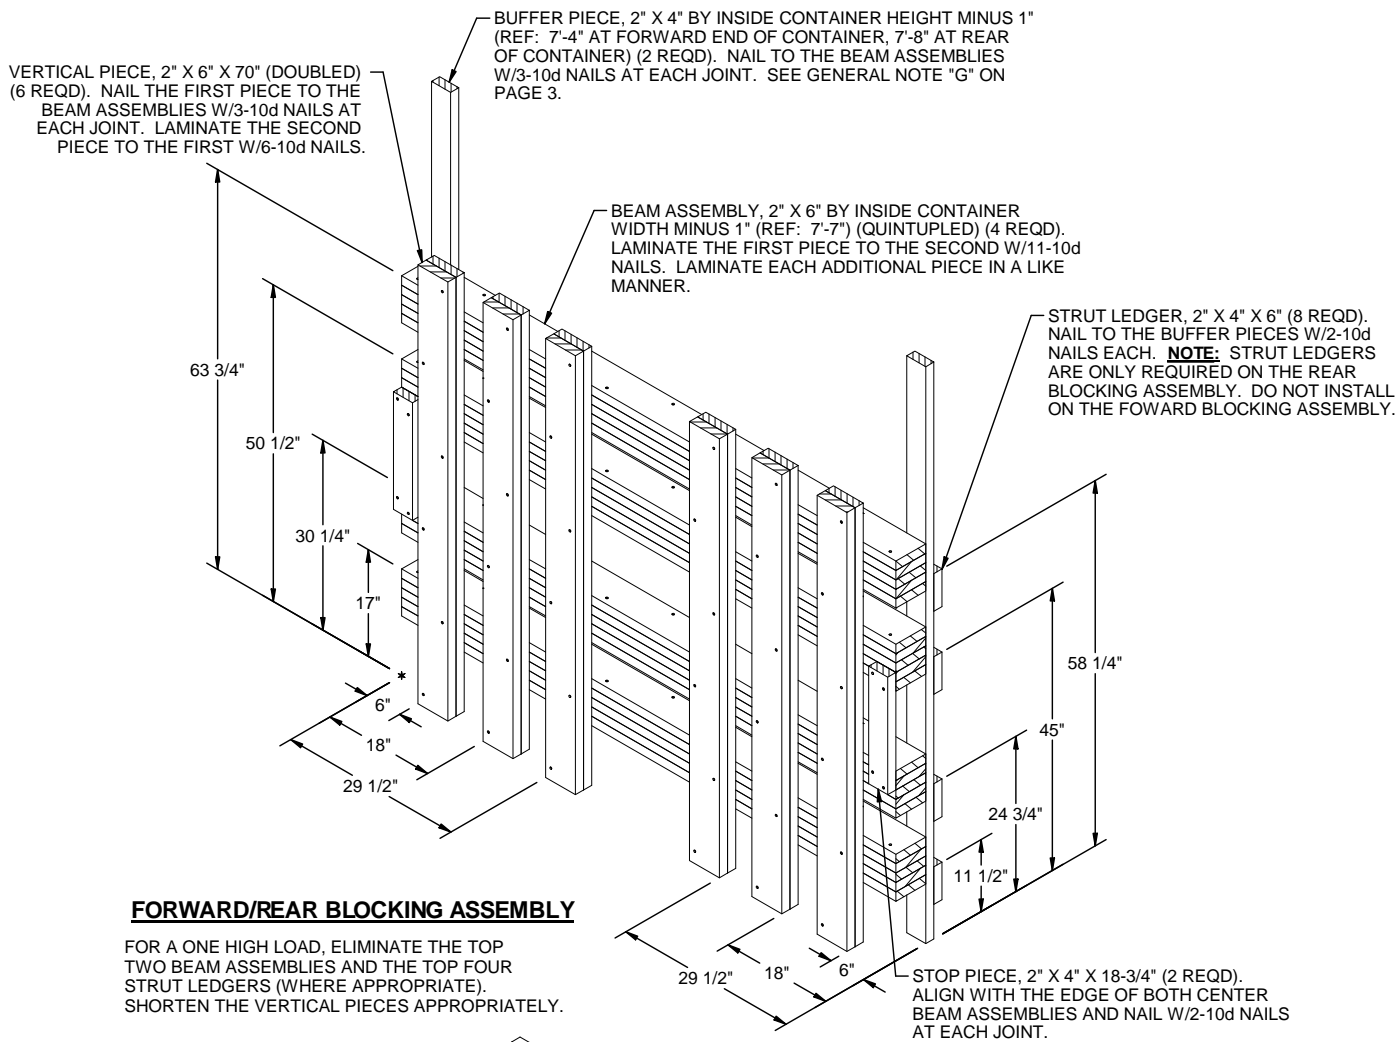 BUFFER PIECE, 2" X 4" BY INSIDE CONTAINER HEIGHT MINUS 1"
(REF:  7'-4" AT FORWARD END OF CONTAINER, 7'-8" AT REAR
OF CONTAINER) (2 REQD).  NAIL TO THE BEAM ASSEMBLIES
W/3-10d NAILS AT EACH JOINT.  SEE GENERAL NOTE "G" ON
PAGE 3.
VERTICAL PIECE, 2" X 6" X 70" (DOUBLED)
(6 REQD).  NAIL THE FIRST PIECE TO THE
BEAM ASSEMBLIES W/3-10d NAILS AT
EACH JOINT.  LAMINATE THE SECOND
PIECE TO THE FIRST W/6-10d NAILS.
BEAM ASSEMBLY, 2" X 6" BY INSIDE CONTAINER
WIDTH MINUS 1" (REF:  7'-7") (QUINTUPLED) (4 REQD).
LAMINATE THE FIRST PIECE TO THE SECOND W/11-10d
NAILS.  LAMINATE EACH ADDITIONAL PIECE IN A LIKE
MANNER.
STRUT LEDGER, 2" X 4" X 6" (8 REQD).
NAIL TO THE BUFFER PIECES W/2-10d
NAILS EACH.  NOTE:  STRUT LEDGERS
ARE ONLY REQUIRED ON THE REAR
BLOCKING ASSEMBLY.  DO NOT INSTALL
ON THE FOWARD BLOCKING ASSEMBLY.
63 3/4"
50 1/2"
30 1/4"
17"
*
6"
18"
29 1/2"
58 1/4"
45"
24 3/4"
11 1/2"
29 1/2"
18"
6"
FORWARD/REAR BLOCKING ASSEMBLY
FOR A ONE HIGH LOAD, ELIMINATE THE TOP
TWO BEAM ASSEMBLIES AND THE TOP FOUR
STRUT LEDGERS (WHERE APPROPRIATE).
SHORTEN THE VERTICAL PIECES APPROPRIATELY.
STOP PIECE, 2" X 4" X 18-3/4" (2 REQD).
ALIGN WITH THE EDGE OF BOTH CENTER
BEAM ASSEMBLIES AND NAIL W/2-10d NAILS
AT EACH JOINT.